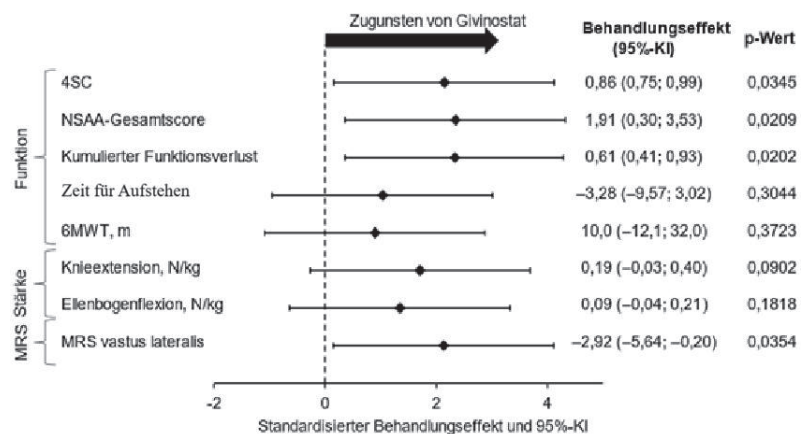 Zugunsten von Givinostat
Behandlungseffekt
(95%-KI)
p-Wert
Funktion
4SC 0,86 (0,75; 0,99) 0,0345
NSAA-Gesamtscore 1,91 (0,30; 3,53) 0,0209
Kumulierter Funktionsverlust 0,61 (0,41; 0,93) 0,0202
Zeit für Aufstehen –3,28 (–9,57; 3,02) 0,3044
6MWT, m 10,0 (–12,1; 32,0) 0,3723
Stärke
Knieextension, N/kg 0,19 (–0,03; 0,40) 0,0902
Ellenbogenflexion, N/kg 0,09 (–0,04; 0,21) 0,1818
MRS
MRS vastus lateralis –2,92 (–5,64; –0,20) 0,0354
-2 0 2 4
Standardisierter Behandlungseffekt und 95%-KI